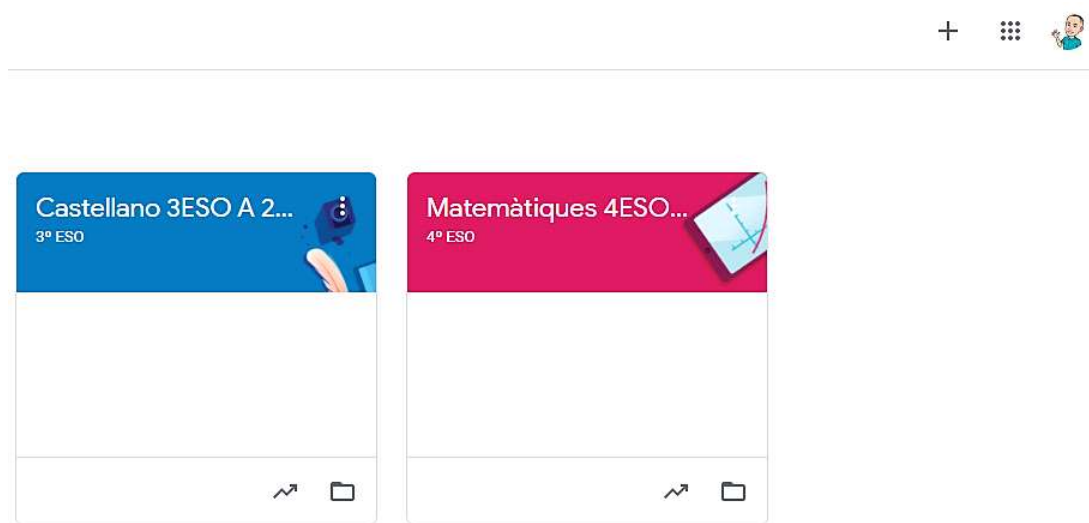 Castellano 3ESO A 2...
3º ESO
Matemàtiques 4ESO...
4º ESO